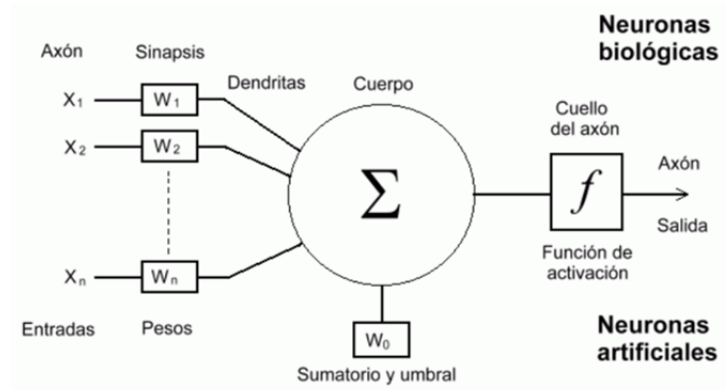 Neuronas
biológicas
Axón
Sinapsis
Dendritas
Cuerpo
X1
W1
X2
W2
Xn
Wn
Σ
Cuello
del axón
f
Axón
Salida
Función de
activación
Entradas
Pesos
W0
Sumatorio y umbral
Neuronas
artificiales